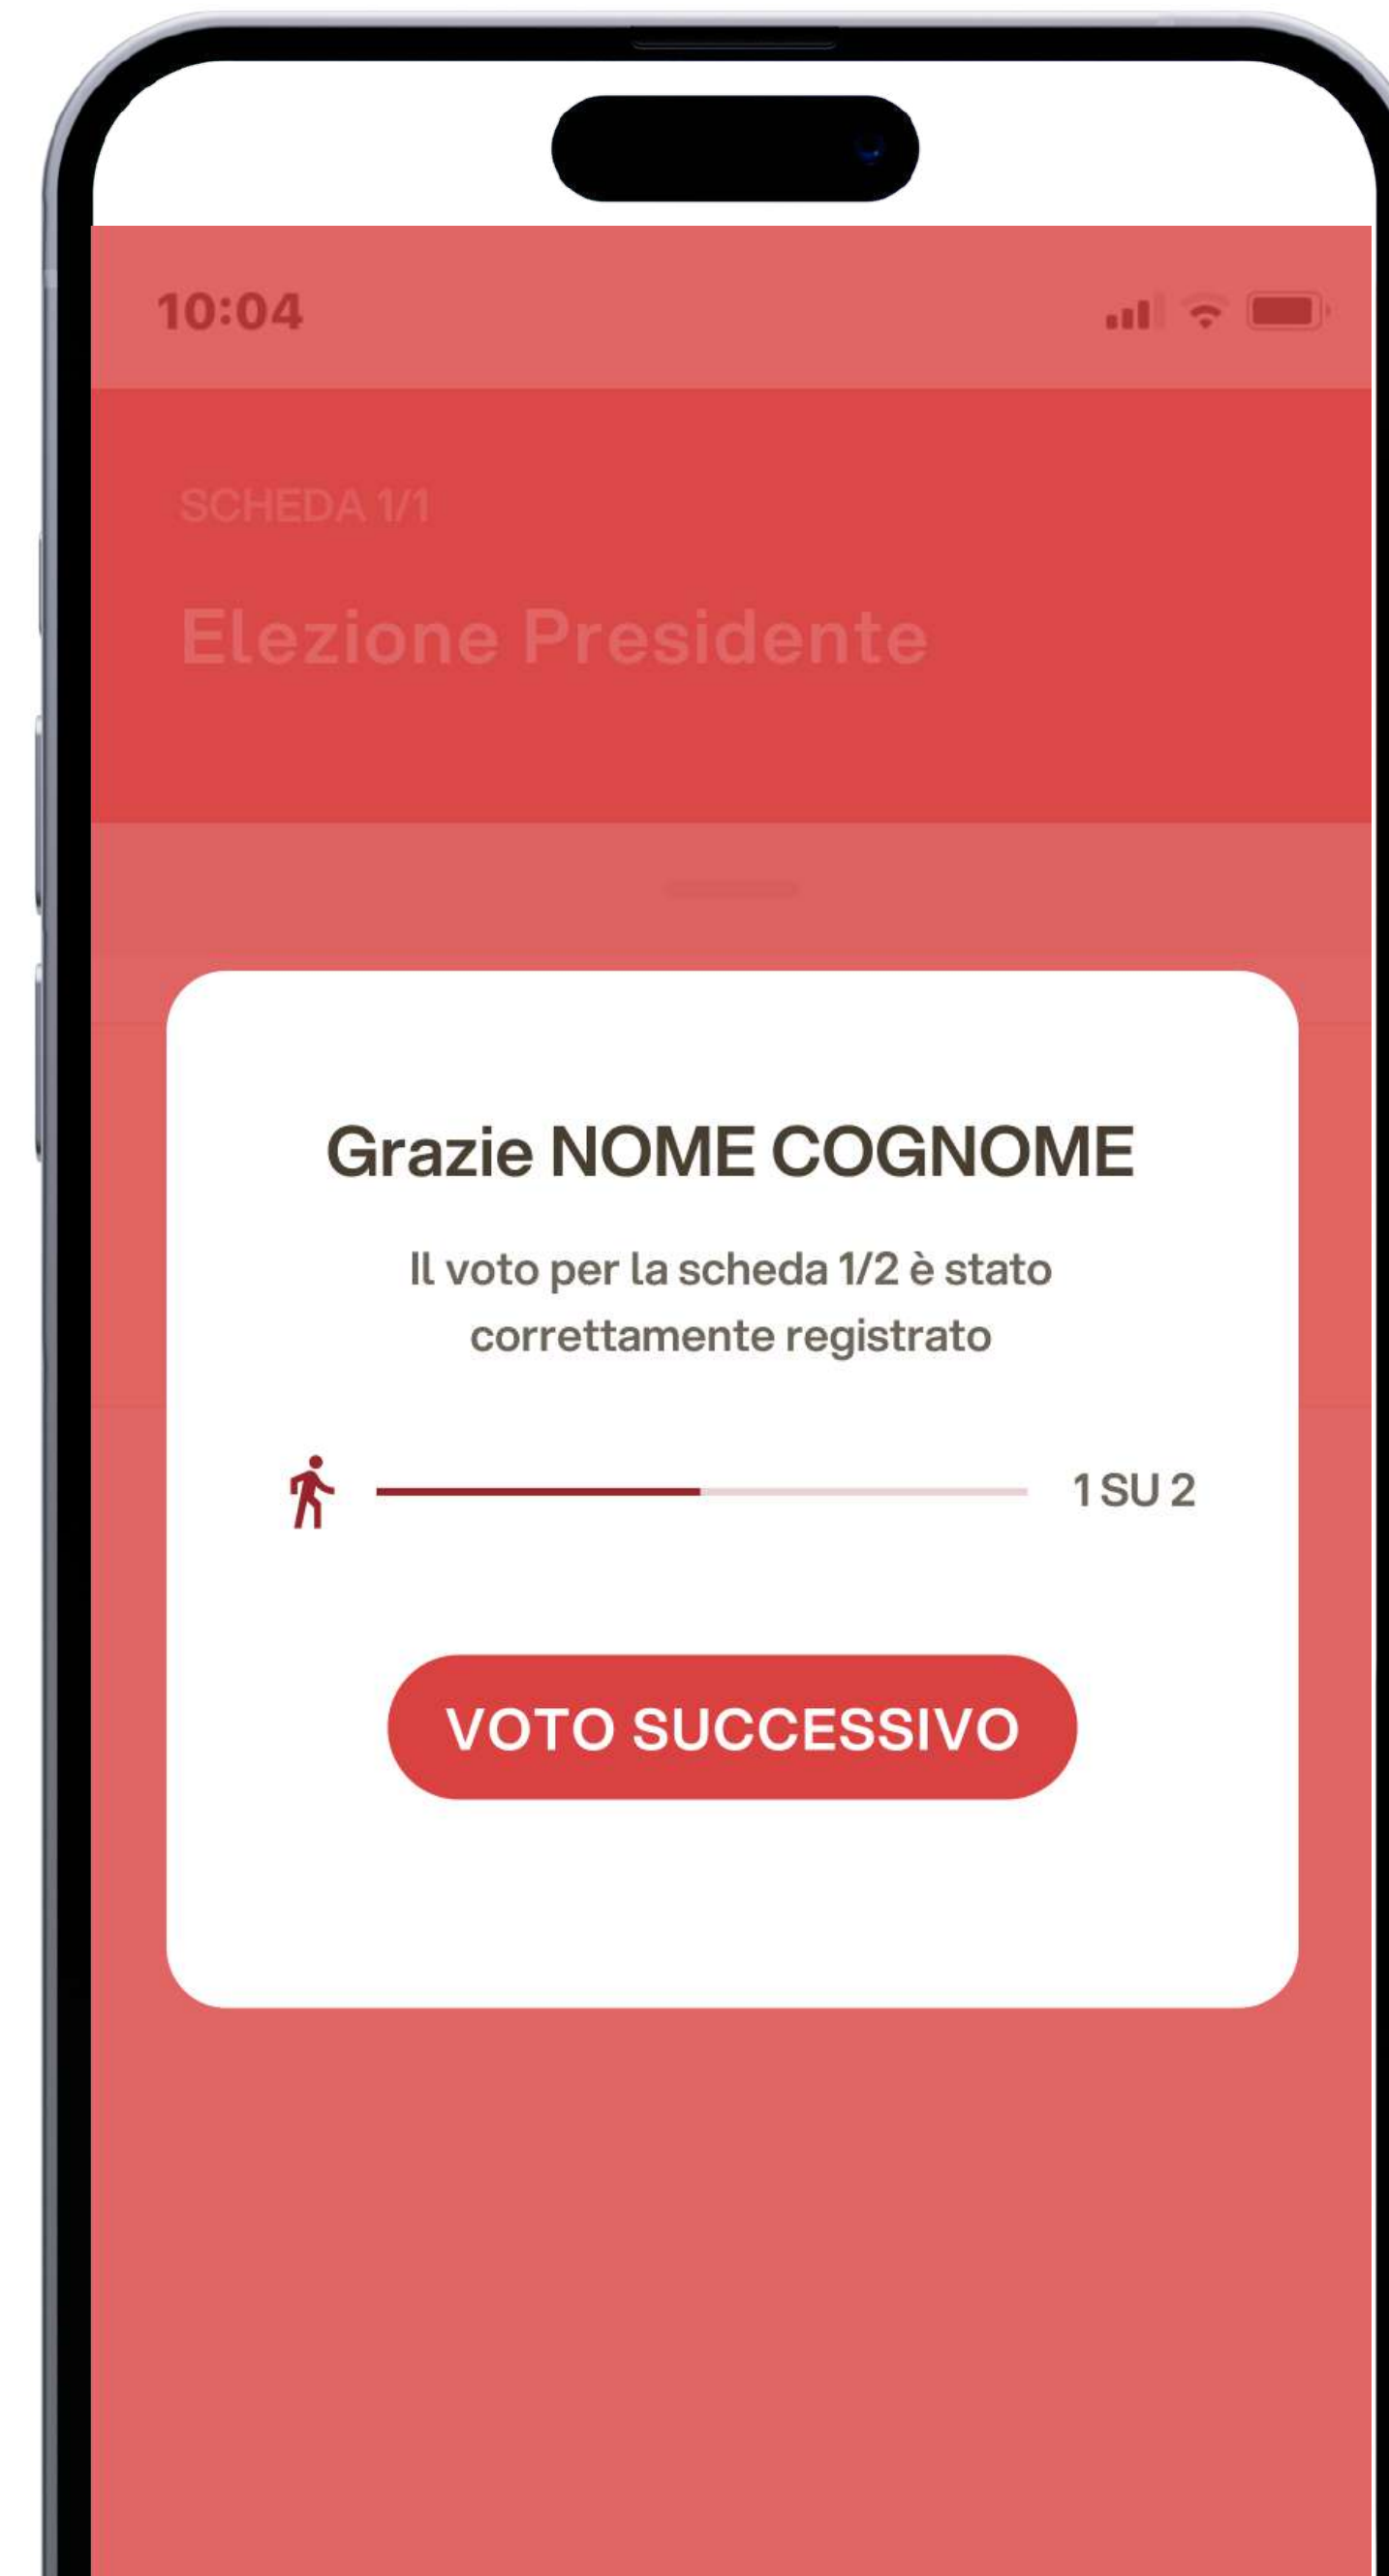 10:04
SCHEDA 1/1
Elezione Presidente
Grazie NOME COGNOME
Il voto per la scheda 1/2 è stato
correttamente registrato
1 SU 2
VOTO SUCCESSIVO